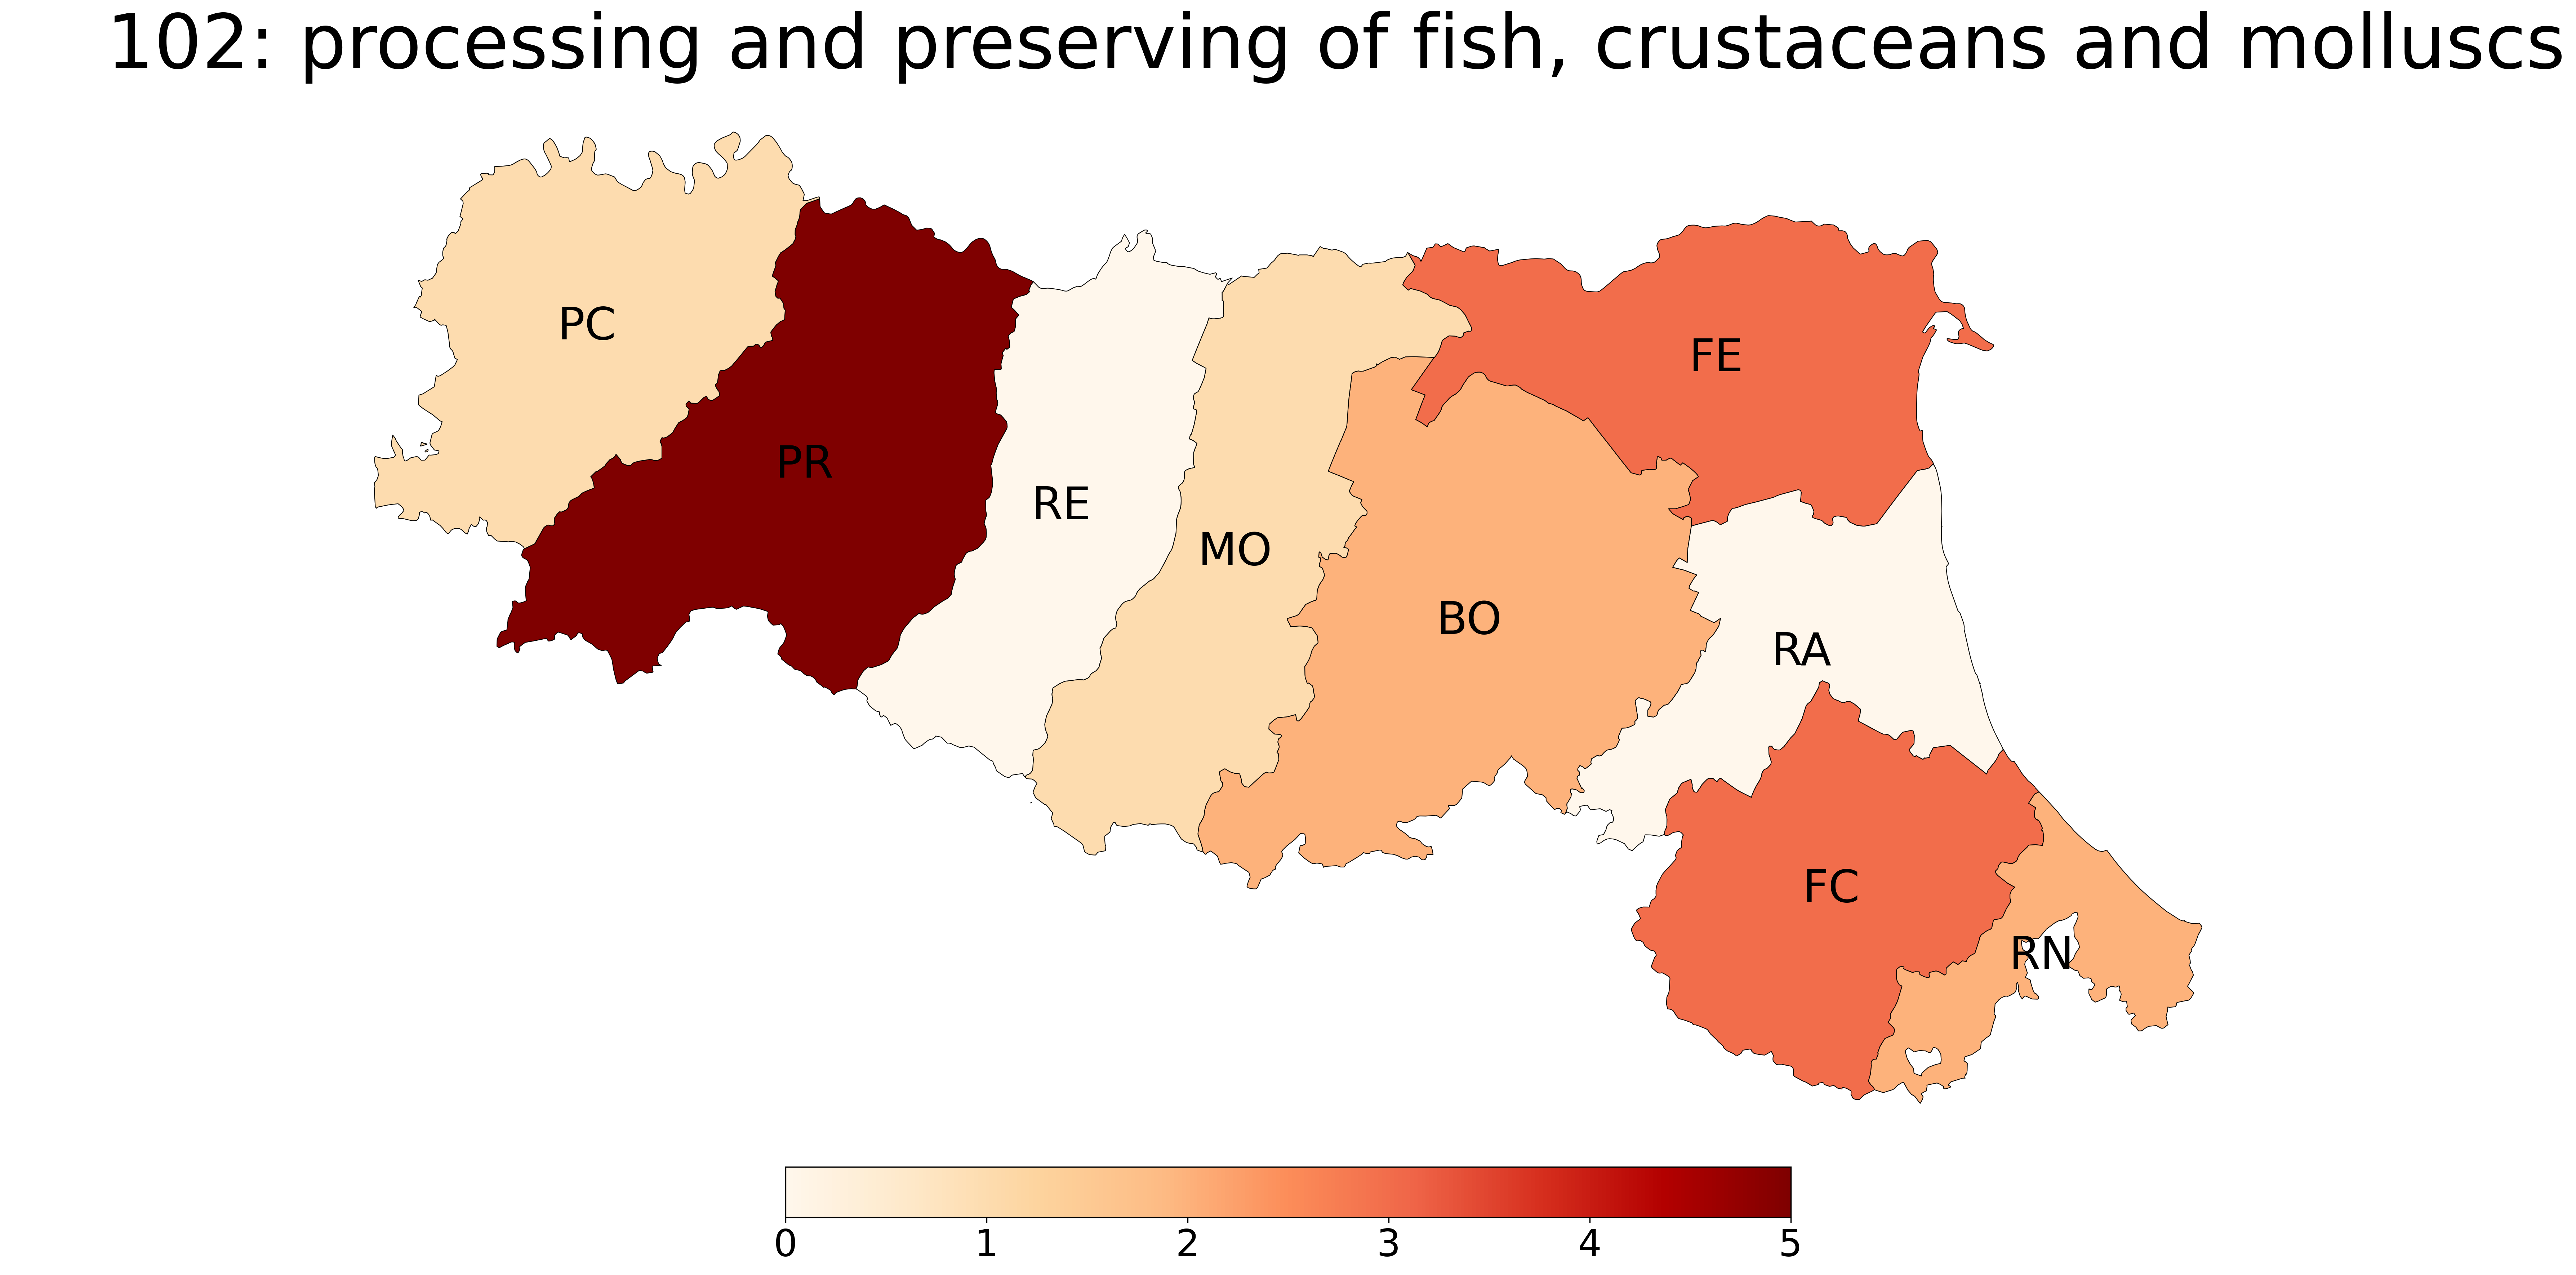 102: processing and preserving of fish, crustaceans and molluscs
PC
PR
RE
MO
BO
FE
RA
FC
RN
0 1 2 3 4 5